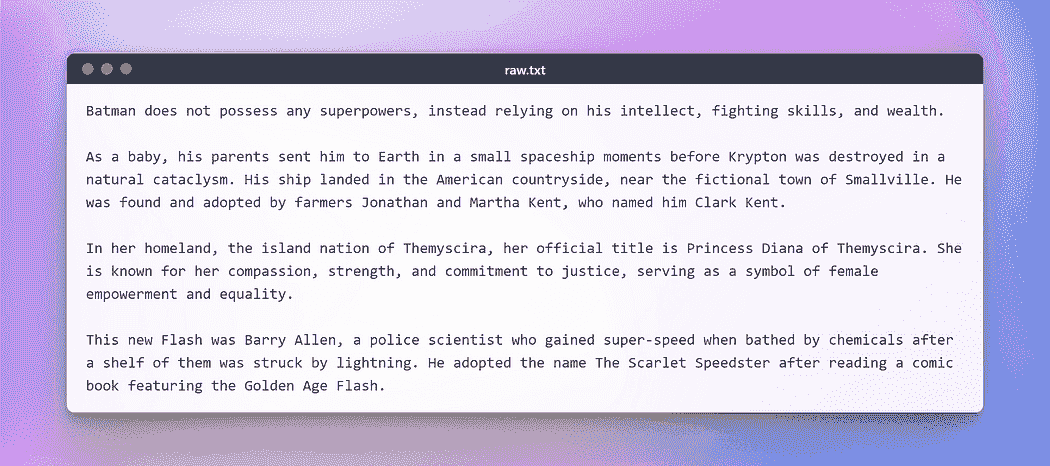 raw.txt
Batman does not possess any superpowers, instead relying on his intellect, fighting skills, and wealth.
As a baby, his parents sent him to Earth in a small spaceship moments before Krypton was destroyed in a
natural cataclysm. His ship landed in the American countryside, near the fictional town of Smallville. He
was found and adopted by farmers Jonathan and Martha Kent, who named him Clark Kent.
In her homeland, the island nation of Themyscira, her official title is Princess Diana of Themyscira. She
is known for her compassion, strength, and commitment to justice, serving as a symbol of female
empowerment and equality.
This new Flash was Barry Allen, a police scientist who gained super-speed when bathed by chemicals after
a shelf of them was struck by lightning. He adopted the name The Scarlet Speedster after reading a comic
book featuring the Golden Age Flash.